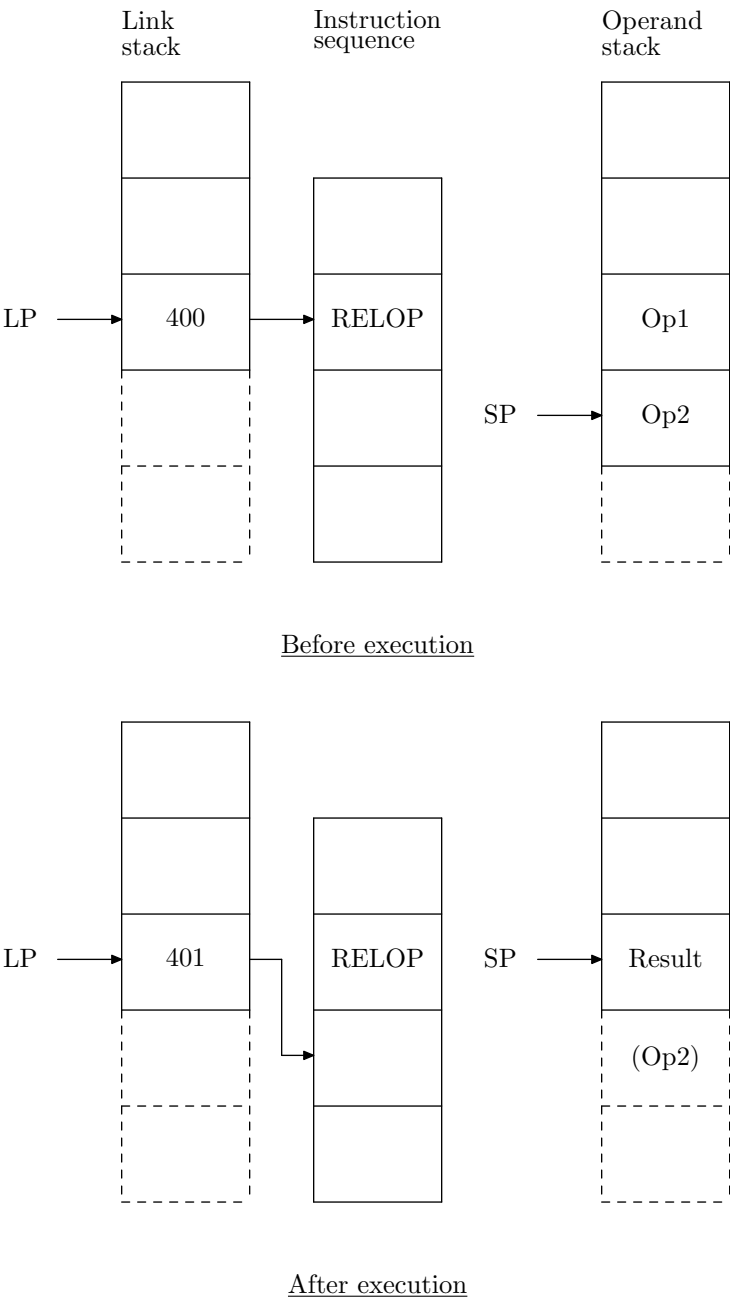 Link
stack
Instruction
sequence
Operand
stack
LP
400
RELOP
Op1
SP
Op2
Before execution
LP
401
RELOP
SP
Result
(Op2)
After execution